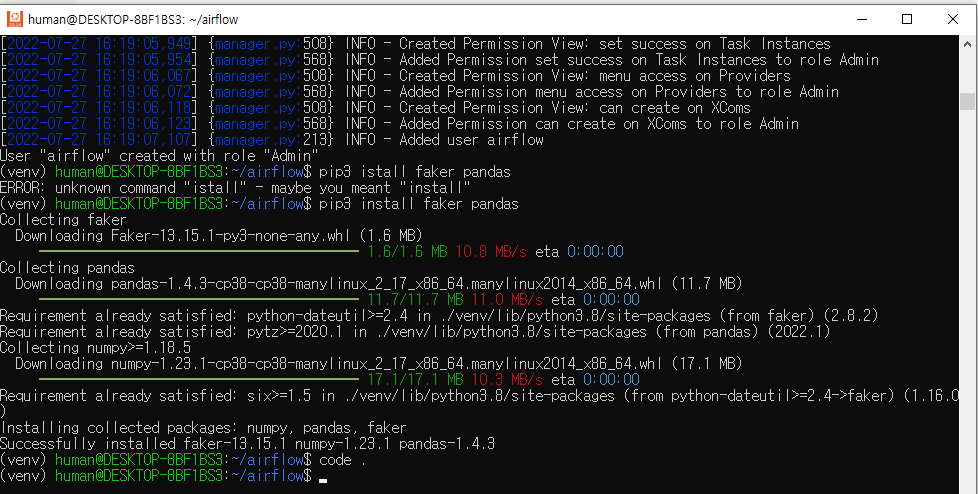 human@DESKTOP-8BF1BS3: ~/airflow
[2022-07-27 16:19:05,949] {manager.py:508} INFO - Created Permission View: set success on Task Instances
[2022-07-27 16:19:05,954] {manager.py:568} INFO - Added Permission set success on Task Instances to role Admin
[2022-07-27 16:19:06,067] {manager.py:508} INFO - Created Permission View: menu access on Providers
[2022-07-27 16:19:06,072] {manager.py:568} INFO - Added Permission menu access on Providers to role Admin
[2022-07-27 16:19:06,118] {manager.py:508} INFO - Created Permission View: can create on XComs
[2022-07-27 16:19:06,123] {manager.py:568} INFO - Added Permission can create on XComs to role Admin
[2022-07-27 16:19:07,107] {manager.py:213} INFO - Added user airflow
User "airflow" created with role "Admin"
(venv) human@DESKTOP-8BF1BS3:~/airflow$ pip3 istall faker pandas
ERROR: unknown command "istall" - maybe you meant "install"
(venv) human@DESKTOP-8BF1BS3:~/airflow$ pip3 install faker pandas
Collecting faker
Downloading Faker-13.15.1-py3-none-any.whl (1.6 MB)
1.6/1.6 MB 10.8 MB/s eta 0:00:00
Collecting pandas
Downloading pandas-1.4.3-cp38-cp38-manylinux_2_17_x86_64.manylinux2014_x86_64.whl (11.7 MB)
11.7/11.7 MB 11.0 MB/s eta 0:00:00
Requirement already satisfied: python-dateutil>=2.4 in ./venv/lib/python3.8/site-packages (from faker) (2.8.2)
Requirement already satisfied: pytz>=2020.1 in ./venv/lib/python3.8/site-packages (from pandas) (2022.1)
Collecting numpy>=1.18.5
Downloading numpy-1.23.1-cp38-cp38-manylinux_2_17_x86_64.manylinux2014_x86_64.whl (17.1 MB)
17.1/17.1 MB 10.3 MB/s eta 0:00:00
Requirement already satisfied: six>=1.5 in ./venv/lib/python3.8/site-packages (from python-dateutil>=2.4->faker) (1.16.0
)
Installing collected packages: numpy, pandas, faker
Successfully installed faker-13.15.1 numpy-1.23.1 pandas-1.4.3
(venv) human@DESKTOP-8BF1BS3:~/airflow$ code .
(venv) human@DESKTOP-8BF1BS3:~/airflow$